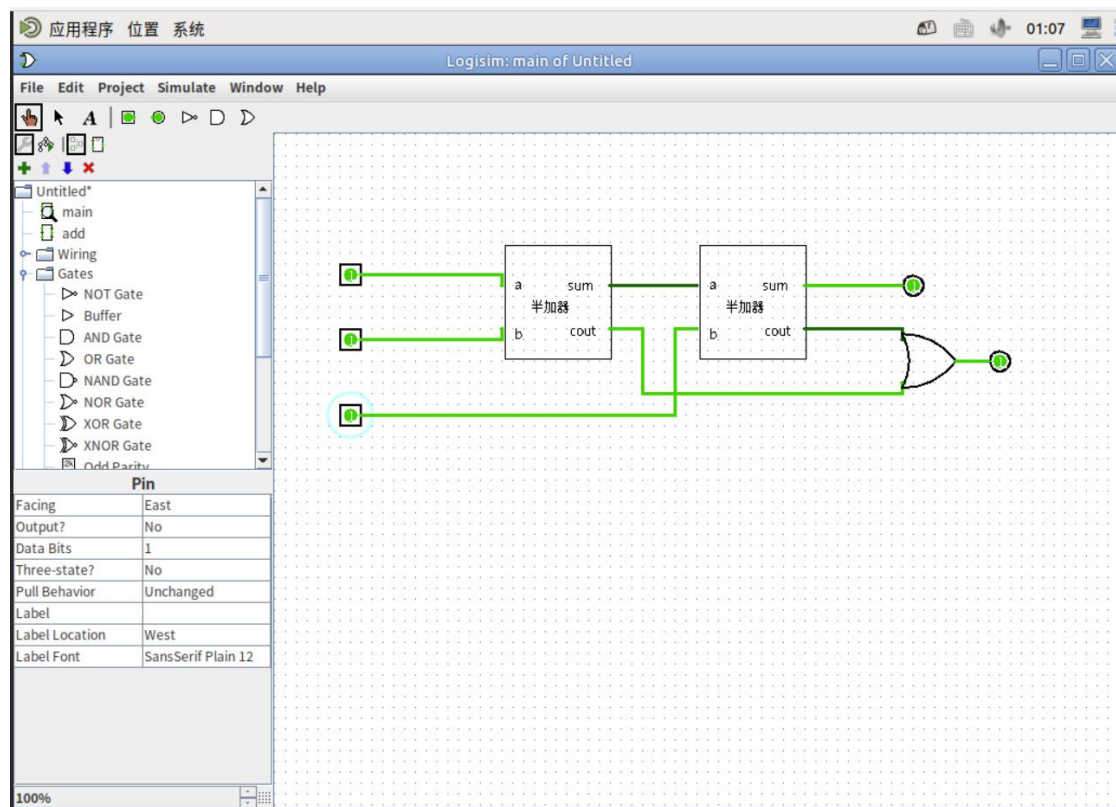 应用程序 位置 系统 01:07
Logisim: main of Untitled
File Edit Project Simulate Window Help
A
Untitled*
main
add
Wiring
Gates
NOT Gate
Buffer
AND Gate
OR Gate
NAND Gate
NOR Gate
XOR Gate
XNOR Gate
Odd Parity
Pin
Facing East
Output? No
Data Bits 1
Three-state? No
Pull Behavior Unchanged
Label
Label Location West
Label Font SansSerif Plain 12
100%
1
1
1
a sum
半加器
b cout
a sum
半加器
b cout
1
1